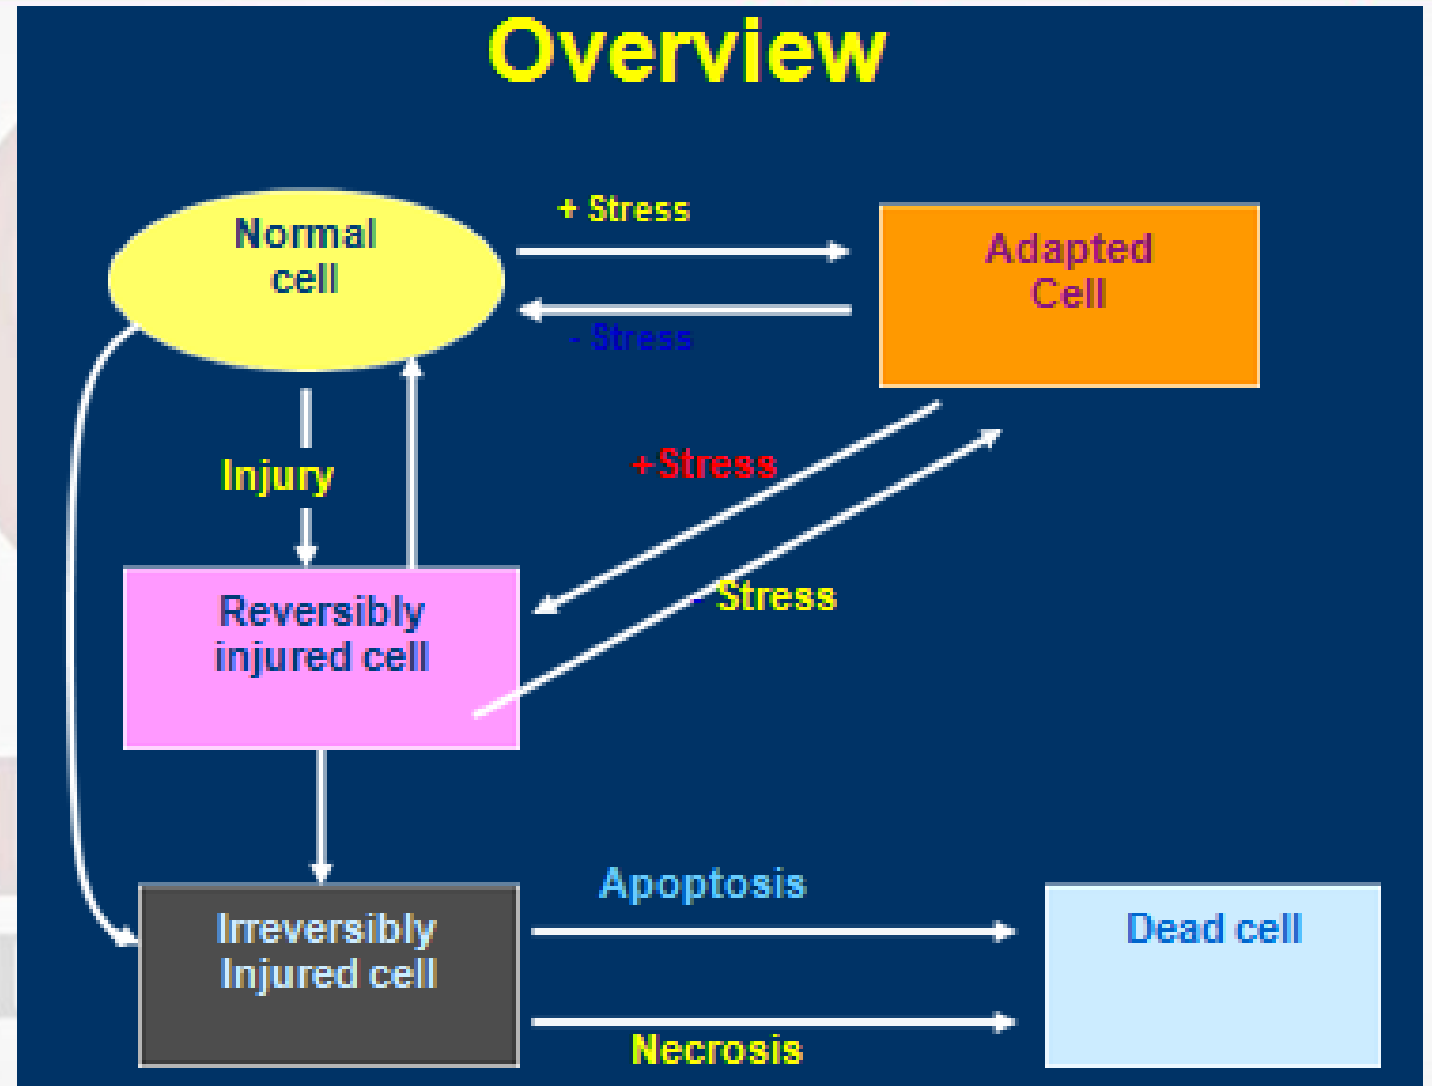 Overview
Normal
cell
+ Stress
- Stress
Adapted
Cell
Injury
+Stress
- Stress
Reversibly
injured cell
Irreversibly
Injured cell
Apoptosis
Necrosis
Dead cell